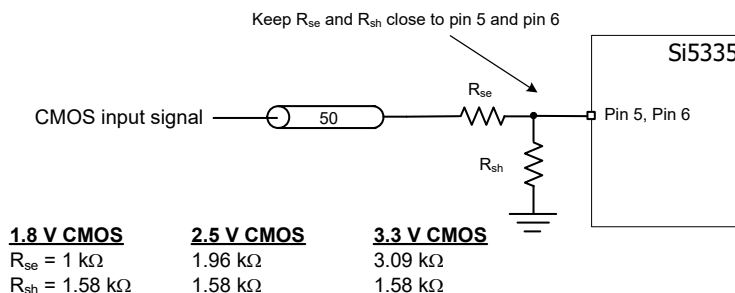 Keep Rse and Rsh close to pin 5 and pin 6
Si5335
Rse
CMOS input signal
50
Pin 5, Pin 6
Rsh
1.8 V CMOS 2.5 V CMOS 3.3 V CMOS
Rse = 1 kΩ 1.96 kΩ 3.09 kΩ
Rsh = 1.58 kΩ 1.58 kΩ 1.58 kΩ